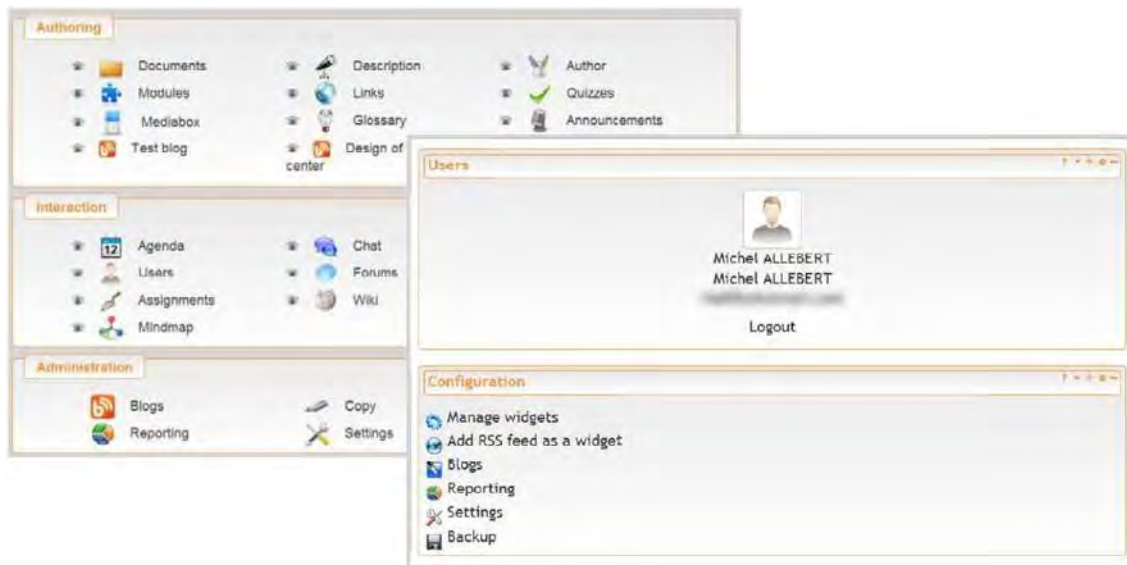 Authoring
Documents Description Author
Modules Links Quizzes
Mediabox Glossary Announcements
Test blog Design of
center
Interaction
12 Agenda Chat
Users Forums
Assignments Wiki
Mindmap
Administration
Blogs Copy
Reporting Settings
Users
Michel ALLEBERT
Michel ALLEBERT
Logout
Configuration
Manage widgets
Add RSS feed as a widget
Blogs
Reporting
Settings
Backup